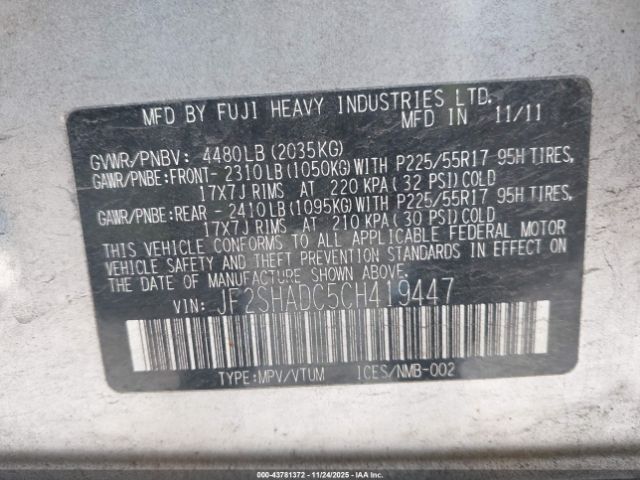 MFD BY FUJI HEAVY INDUSTRIES LTD.
MFD IN 11/11
GVWR/PNBV: 4480LB(2035KG)
GAWR/PNBE:FRONT- 2310LB(1050KG)WITH P225/55R17 95H TIRES,
17X7J RIMS AT 220 KPA(32 PSI)COLD
GAWR/PNBE:REAR - 2410LB(1095KG)WITH P225/55R17 95H TIRES,
17X7J RIMS AT 210 KPA(30 PSI)COLD
THIS VEHICLE CONFORMS TO ALL APPLICABLE FEDERAL MOTOR
VEHICLE SAFETY AND THEFT PREVENTION STANDARDS IN EFFECT ON
THE DATE OF MANUFACTURE SHOWN ABOVE.
VIN: JF2SHADC5CH419447
TYPE:MPV/VTUM ICES/NMB-002
000-43781372 | 11/24/2025 | IAAI.COM